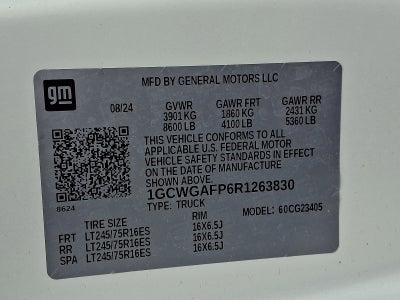 gm
MFD BY GENERAL MOTORS LLC
08/24 GVWR GAWR FRT GAWR RR
3901 KG 1860 KG 2431 KG
8600 LB 4100 LB 5360 LB
THIS VEHICLE CONFORMS TO ALL
APPLICABLE U.S. FEDERAL MOTOR
VEHICLE SAFETY STANDARDS IN EFFECT
ON THE DATE OF MANUFACTURE
SHOWN ABOVE.
1GCWGAFP6R1263830
8624 TYPE: TRUCK MODEL: 60CG23405
TIRE SIZE RIM
FRT LT245/75R16ES 16X6.5J
RR LT245/75R16ES 16X6.5J
SPA LT245/75R16ES 16X6.5J